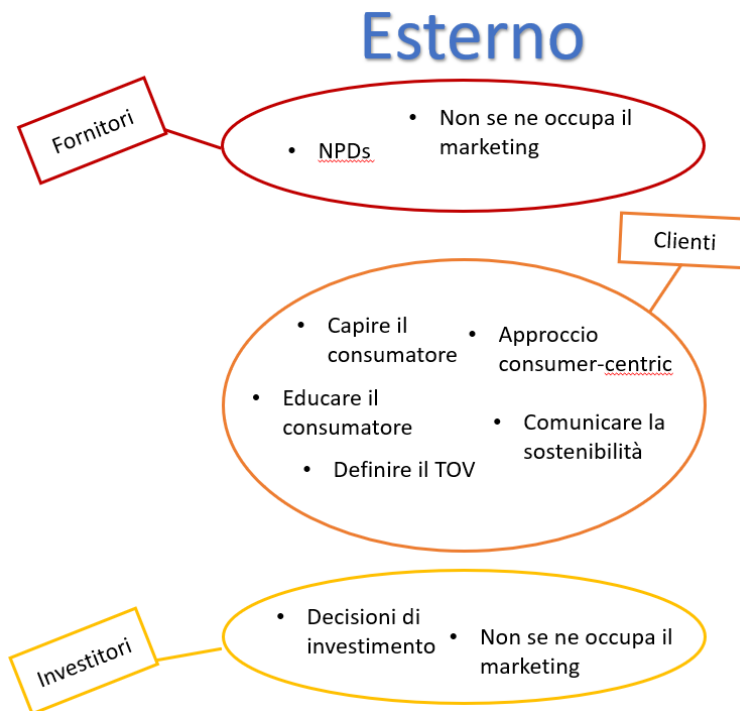 Esterno
Fornitori
• NPDs
• Non se ne occupa il
marketing
Clienti
• Capire il
consumatore
• Approccio
consumer-centric
• Educare il
consumatore
• Comunicare la
sostenibilità
• Definire il TOV
Investitori
• Decisioni di
investimento
• Non se ne occupa il
marketing